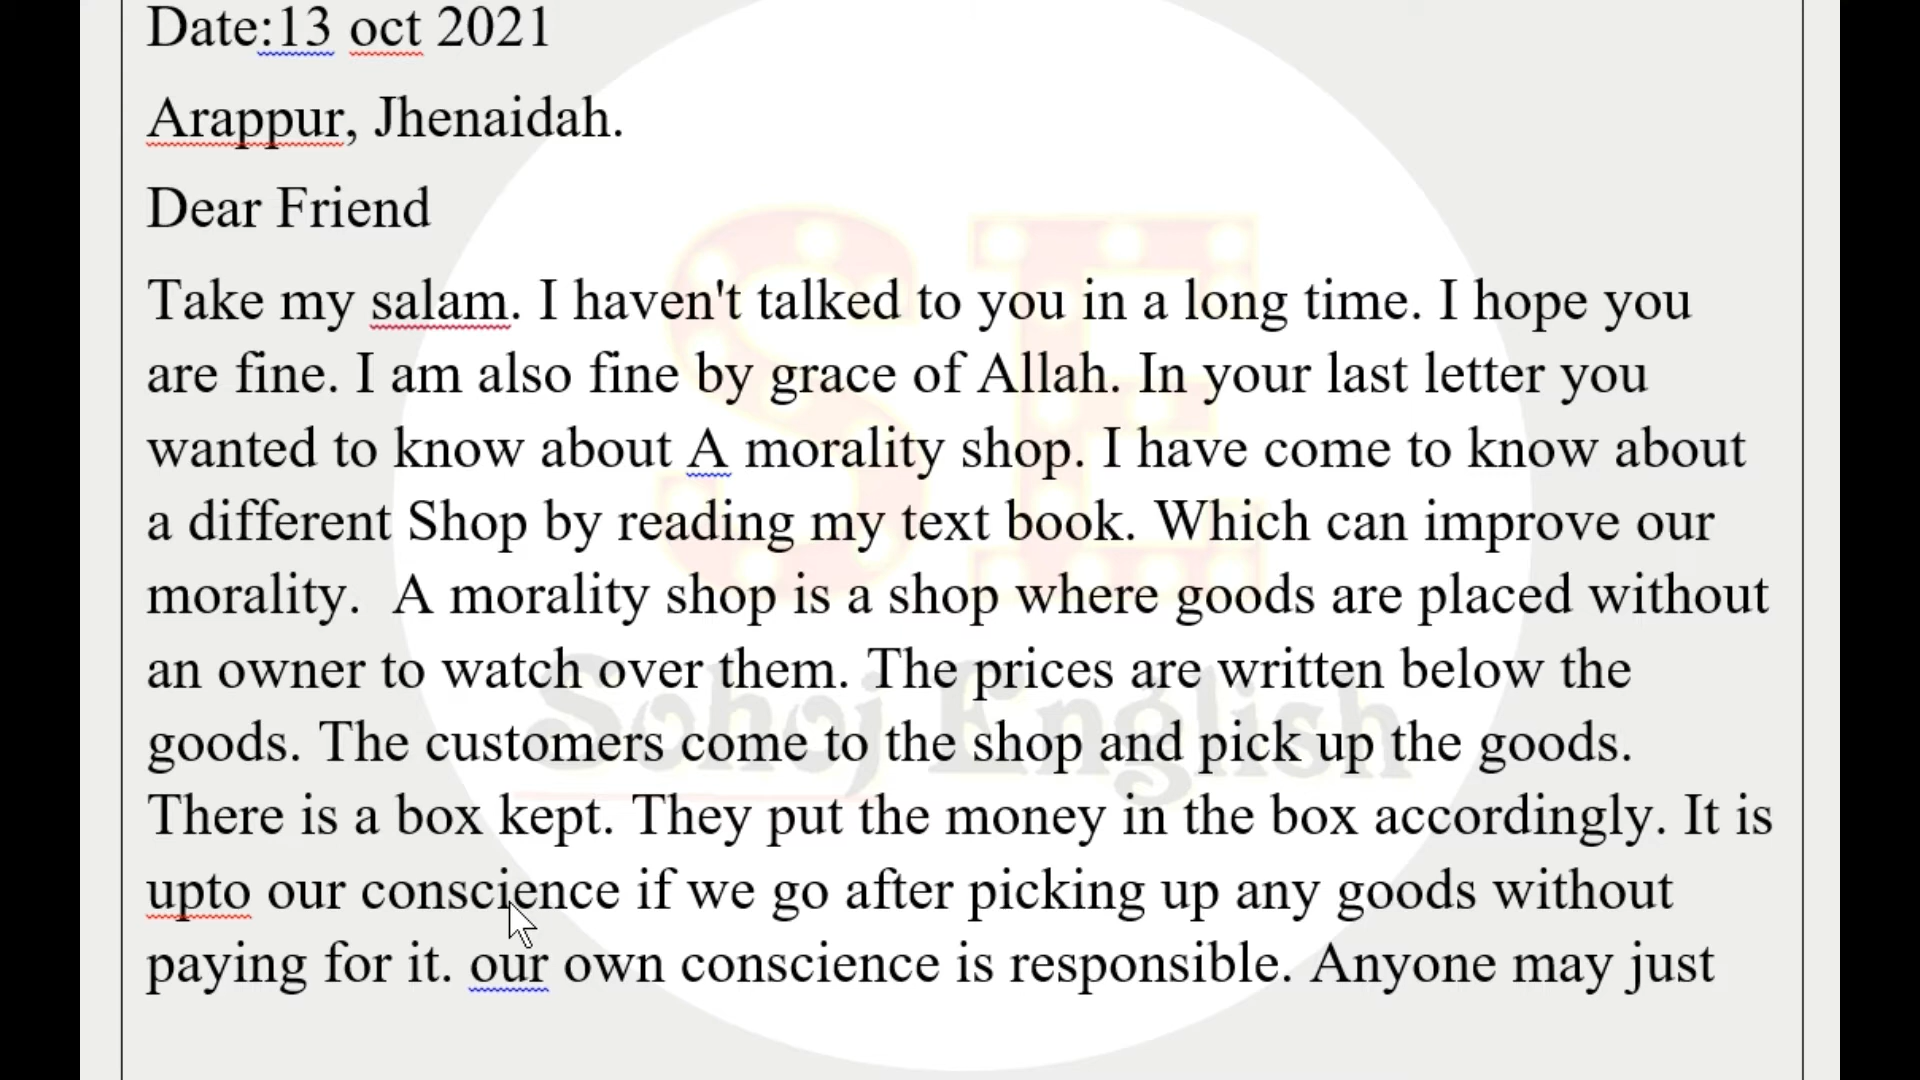 Date:13 oct 2021
Arappur, Jhenaidah.
Dear Friend
Take my salam. I haven't talked to you in a long time. I hope you
are fine. I am also fine by grace of Allah. In your last letter you
wanted to know about A morality shop. I have come to know about
a different Shop by reading my text book. Which can improve our
morality.  A morality shop is a shop where goods are placed without
an owner to watch over them. The prices are written below the
goods. The customers come to the shop and pick up the goods.
There is a box kept. They put the money in the box accordingly. It is
upto our conscience if we go after picking up any goods without
paying for it. our own conscience is responsible. Anyone may just
SE
Sohoj English